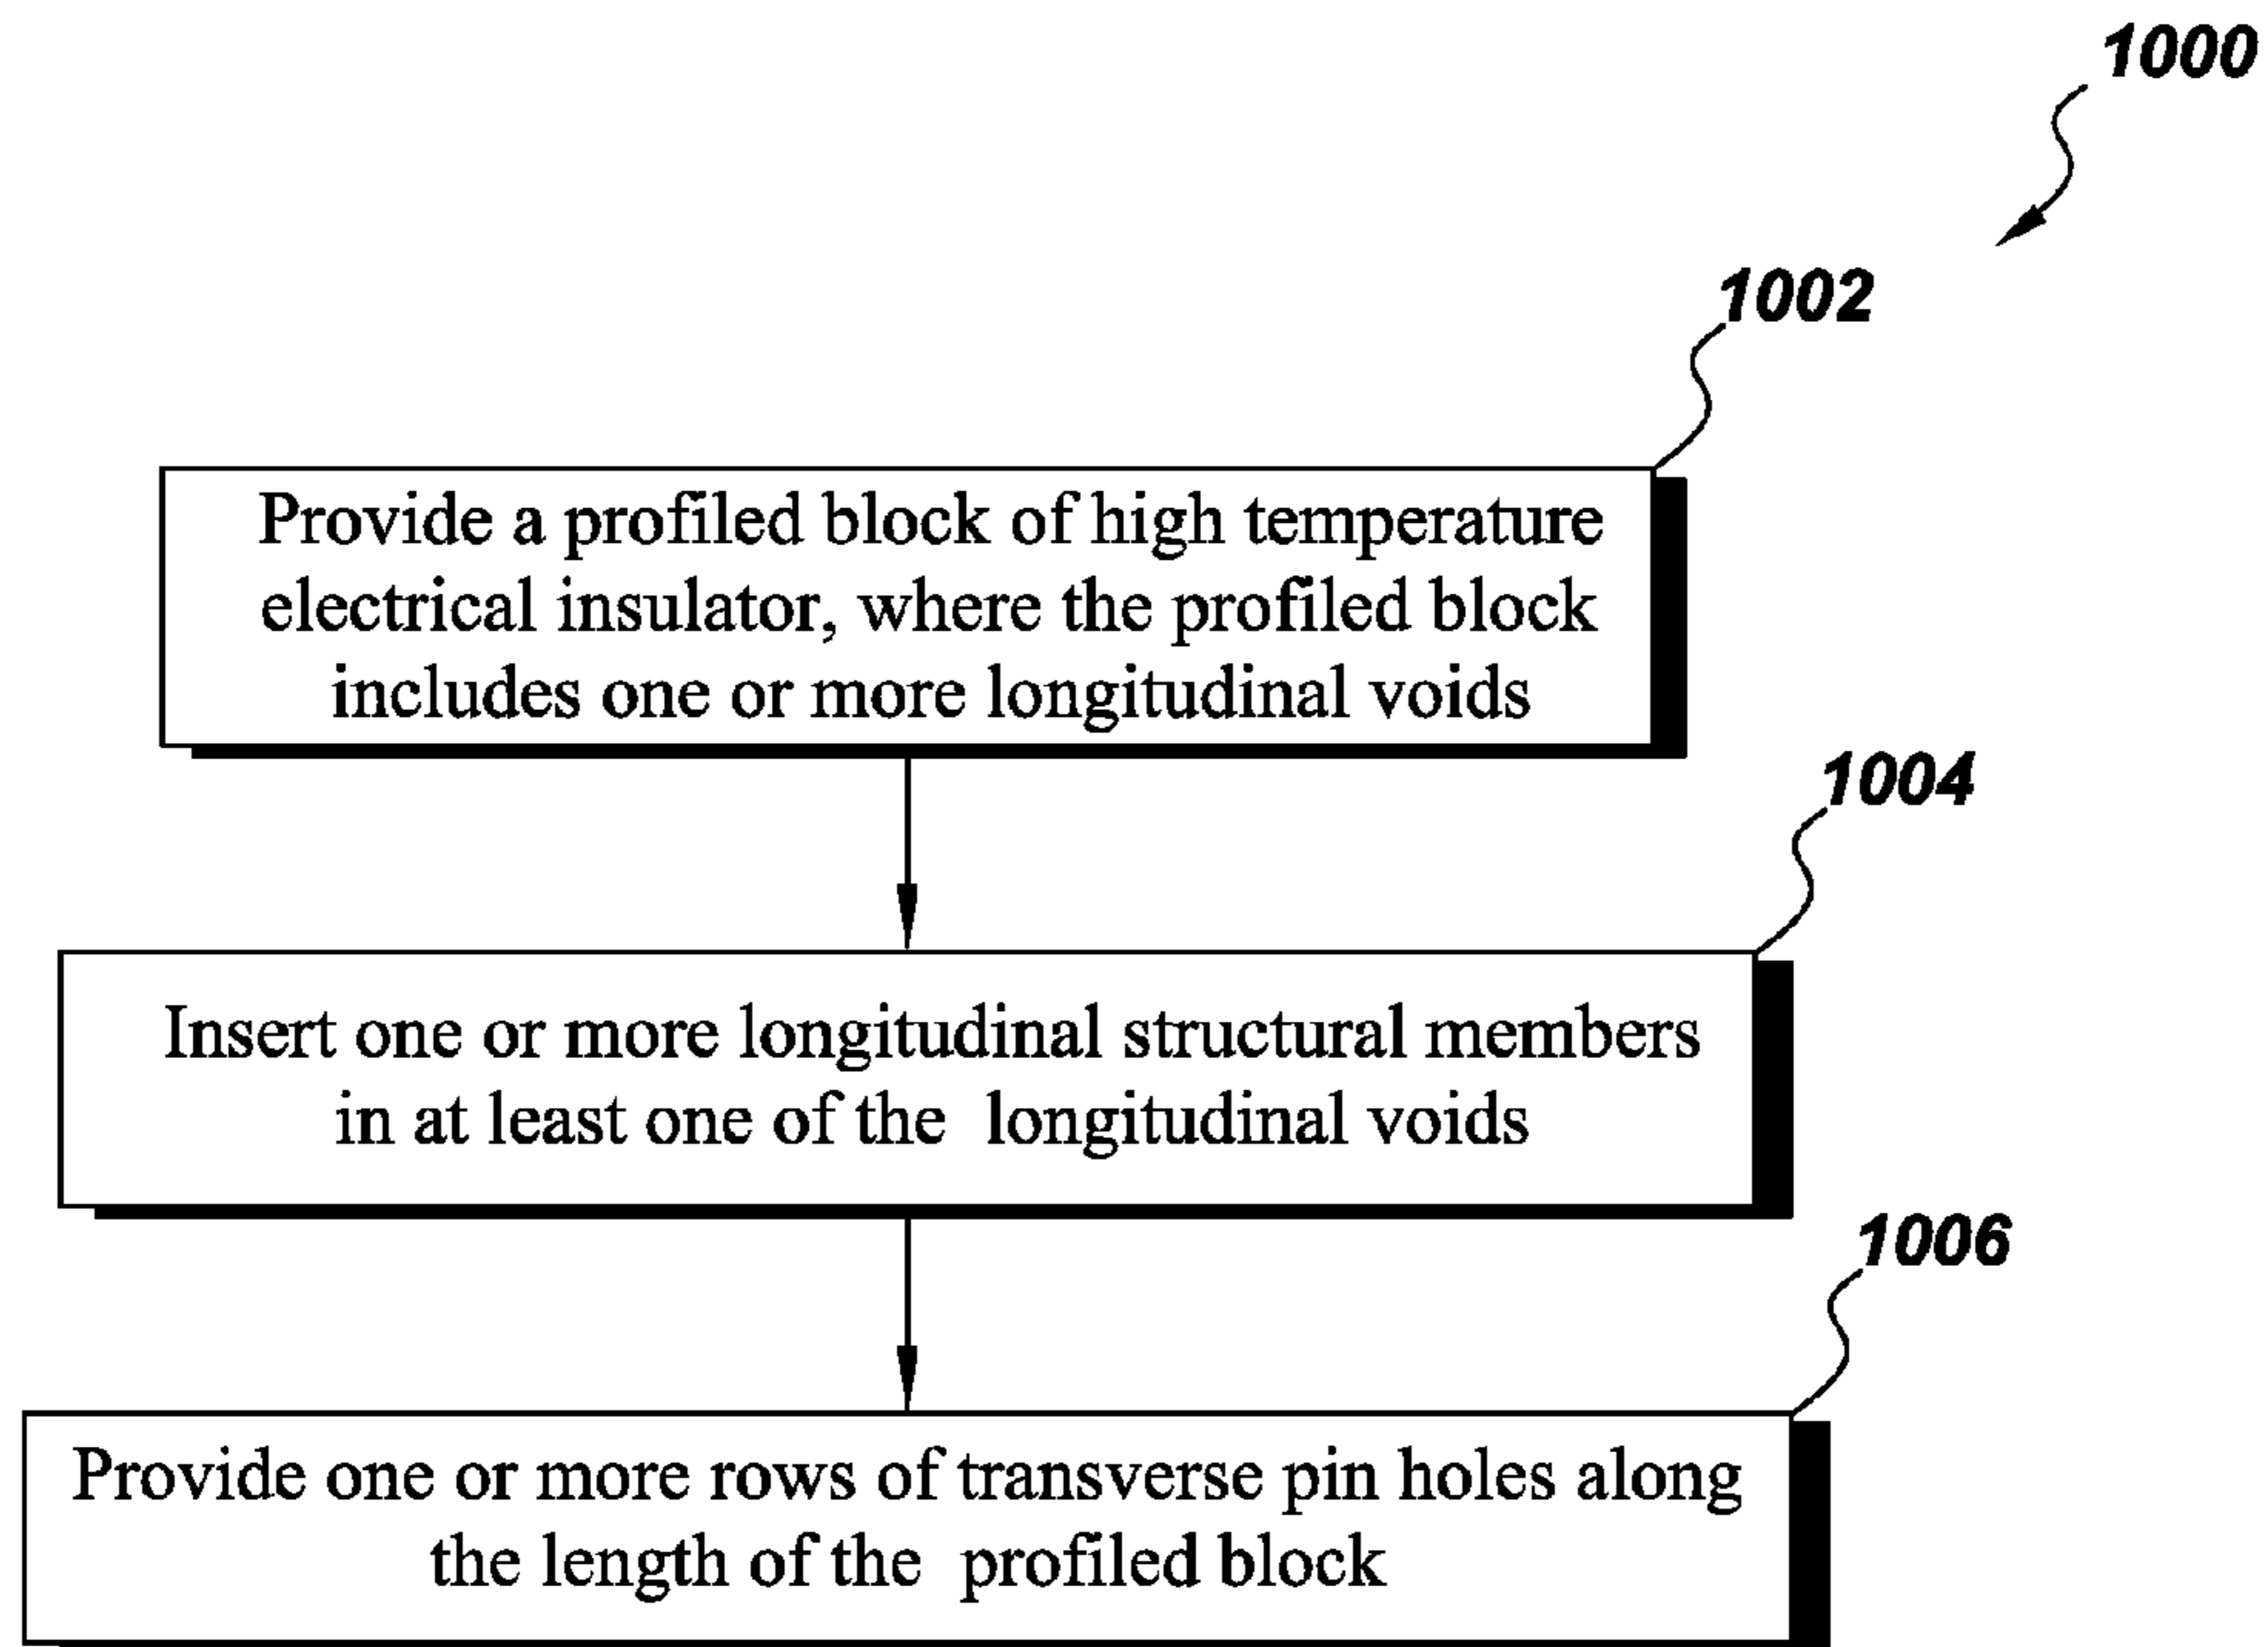 1000
1002
Provide a profiled block of high temperature
electrical insulator, where the profiled block
includes one or more longitudinal voids
1004
Insert one or more longitudinal structural members
in at least one of the longitudinal voids
1006
Provide one or more rows of transverse pin holes along
the length of the profiled block